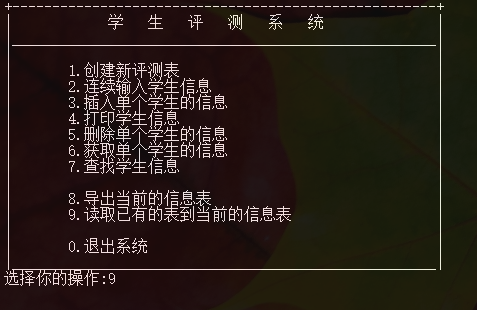 学 生 评 测 系 统
1.创建新评测表
2.连续输入学生信息
3.插入单个学生的信息
4.打印学生信息
5.删除单个学生的信息
6.获取单个学生的信息
7.查找学生信息
8.导出当前的信息表
9.读取已有的表到当前的信息表
0.退出系统
选择你的操作:9